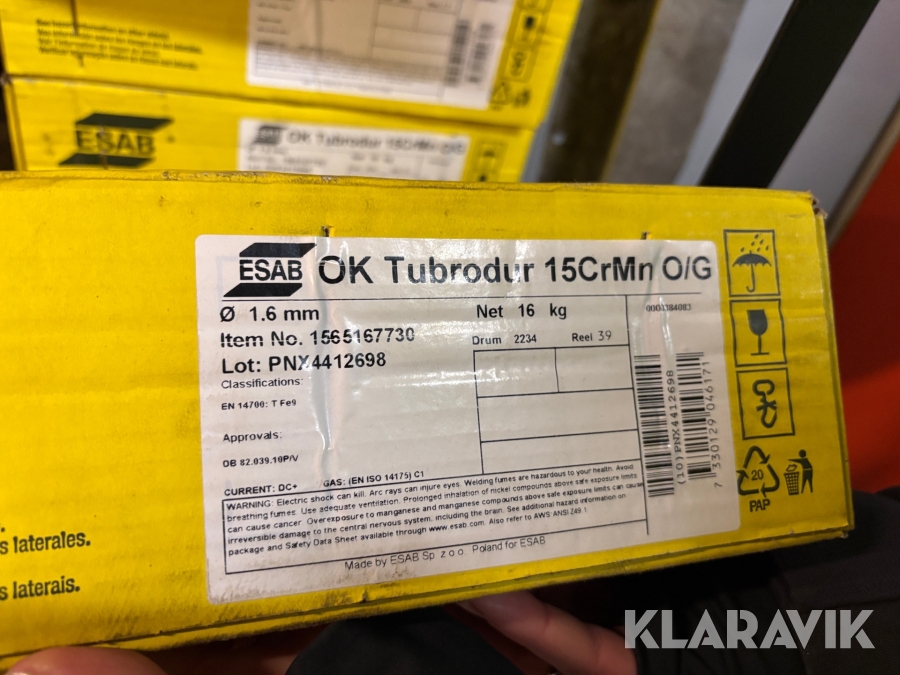 ESAB
OK Tubrodur 15CrMn O/G
ESAB OK Tubrodur 15CrMn O/G
Ø 1.6 mm
Net 16 kg
0003384083
Item No. 1565167730
Drum 2234 Reel 39
Lot: PNX4412698
Classifications:
EN 14700: T Fe9
Approvals:
DB 82.039.10P/V
CURRENT: DC+ GAS: (EN ISO 14175) C1
WARNING: Electric shock can kill. Arc rays can injure eyes. Welding fumes are hazardous to your health. Avoid
breathing fumes. Use adequate ventilation. Prolonged inhalation of nickel compounds above safe exposure limits
can cause cancer. Overexposure to manganese and manganese compounds above safe exposure limits can cause
irreversible damage to the central nervous system, including the brain. See additional hazard information on
package and Safety Data Sheet available through www.esab.com. Also refer to AWS:ANSI Z49.1
Made by ESAB Sp. z o.o. Poland for ESAB
(10)PNX4412698
7 330129 046171
20
PAP
s laterales.
s laterais.
KLARAVIK